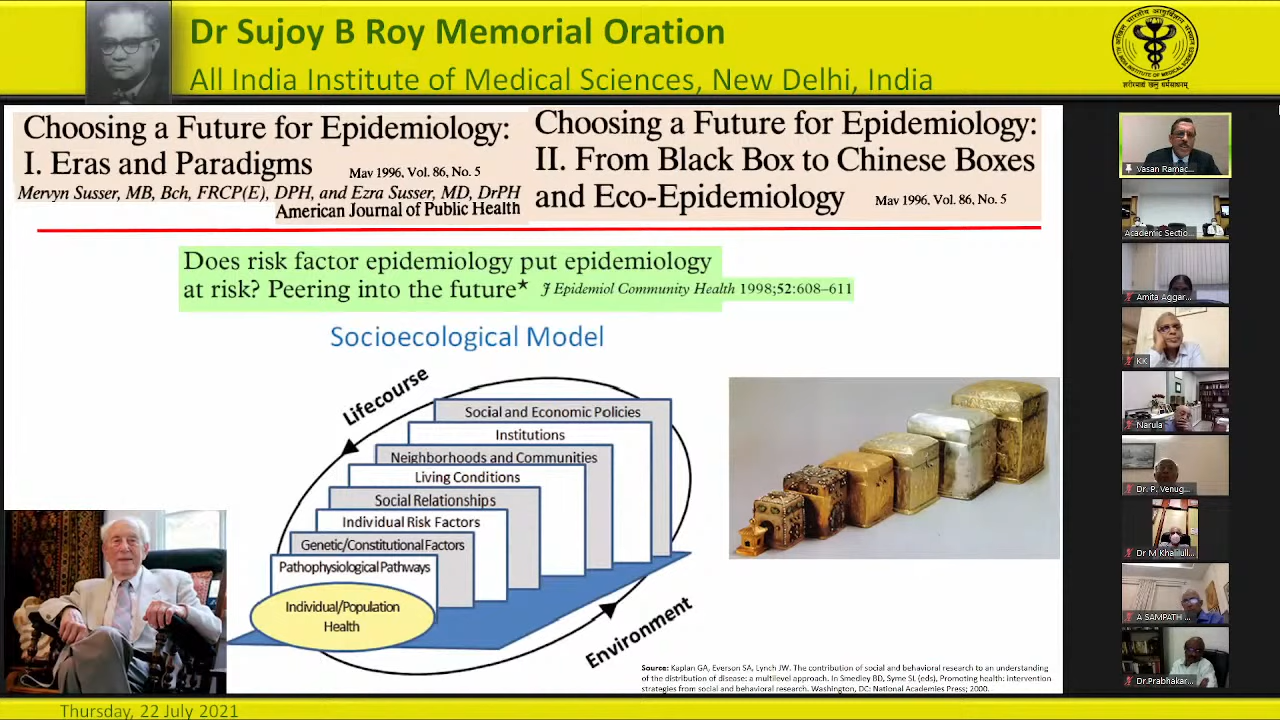 Dr Sujoy B Roy Memorial Oration
All India Institute of Medical Sciences, New Delhi, India
Choosing a Future for Epidemiology:
I. Eras and Paradigms
May 1996, Vol. 86, No. 5
Mervyn Susser, MB, Bch, FRCP(E), DPH, and Ezra Susser, MD, DrPH
American Journal of Public Health
Choosing a Future for Epidemiology:
II. From Black Box to Chinese Boxes
and Eco-Epidemiology
May 1996, Vol. 86, No. 5
Does risk factor epidemiology put epidemiology
at risk? Peering into the future* J Epidemiol Community Health 1998;52:608–611
Socioecological Model
Lifecourse
Social and Economic Policies
Institutions
Neighborhoods and Communities
Living Conditions
Social Relationships
Individual Risk Factors
Genetic/Constitutional Factors
Pathophysiological Pathways
Individual/Population
Health
Environment
Source: Kaplan GA, Everson SA, Lynch JW. The contribution of social and behavioral research to an understanding
of the distribution of disease: a multilevel approach. In Smedley BD, Syme SL (eds), Promoting health: intervention
strategies from social and behavioral research. Washington, DC: National Academies Press; 2000.
Vasan Ramac...
Academic Sectio...
Amita Aggar...
KK
Narula
Dr. P. Venug...
Dr M Khalilull...
A SAMPATH ...
Dr.Prabhakar...
Thursday, 22 July 2021